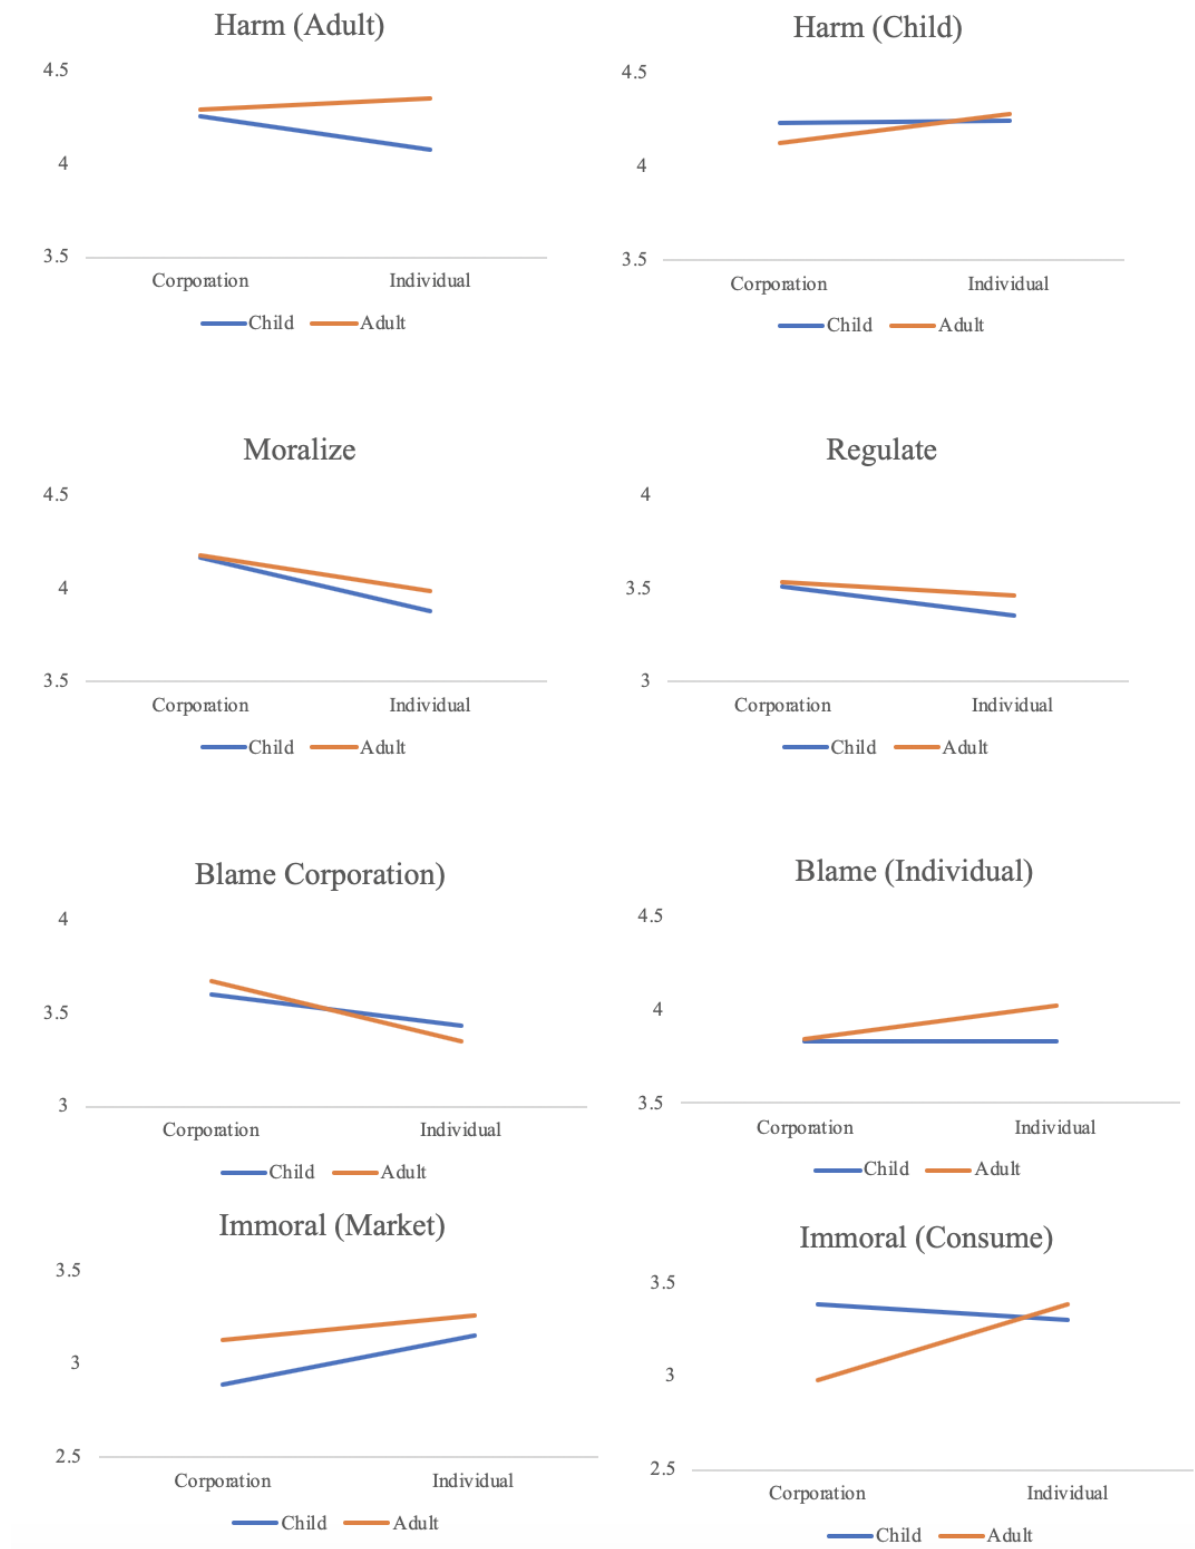 Harm (Adult)
4.5
4
3.5
Corporation Individual
Child Adult
Harm (Child)
4.5
4
3.5
Corporation Individual
Child Adult
Moralize
4.5
4
3.5
Corporation Individual
Child Adult
Regulate
4
3.5
3
Corporation Individual
Child Adult
Blame Corporation)
4
3.5
3
Corporation Individual
Child Adult
Blame (Individual)
4.5
4
3.5
Corporation Individual
Child Adult
Immoral (Market)
3.5
3
2.5
Corporation Individual
Child Adult
Immoral (Consume)
3.5
3
2.5
Corporation Individual
Child Adult